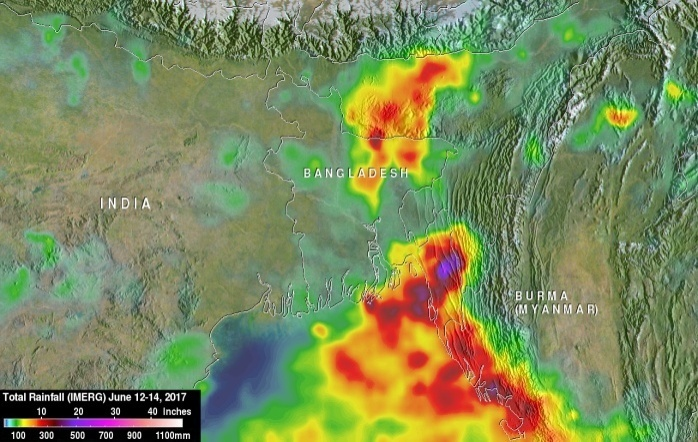 BANGLADESH
INDIA
BURMA
(MYANMAR)
Total Rainfall (IMERG) June 12-14, 2017
10 20 30 40 Inches
100 300 500 700 900 1100mm